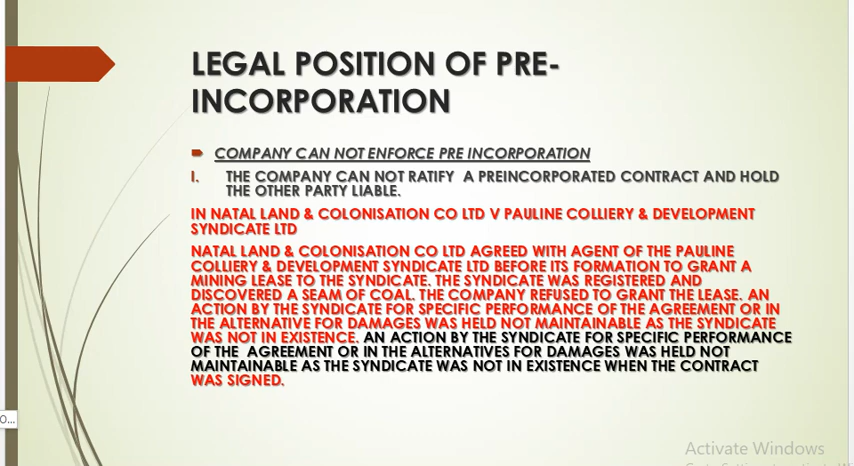 LEGAL POSITION OF PRE-
INCORPORATION
COMPANY CAN NOT ENFORCE PRE INCORPORATION
I. THE COMPANY CAN NOT RATIFY A PREINCORPORATED CONTRACT AND HOLD
THE OTHER PARTY LIABLE.
IN NATAL LAND & COLONISATION CO LTD V PAULINE COLLIERY & DEVELOPMENT
SYNDICATE LTD
NATAL LAND & COLONISATION CO LTD AGREED WITH AGENT OF THE PAULINE
COLLIERY & DEVELOPMENT SYNDICATE LTD BEFORE ITS FORMATION TO GRANT A
MINING LEASE TO THE SYNDICATE. THE SYNDICATE WAS REGISTERED AND
DISCOVERED A SEAM OF COAL. THE COMPANY REFUSED TO GRANT THE LEASE. AN
ACTION BY THE SYNDICATE FOR SPECIFIC PERFORMANCE OF THE AGREEMENT OR IN
THE ALTERNATIVE FOR DAMAGES WAS HELD NOT MAINTAINABLE AS THE SYNDICATE
WAS NOT IN EXISTENCE. AN ACTION BY THE SYNDICATE FOR SPECIFIC PERFORMANCE
OF THE AGREEMENT OR IN THE ALTERNATIVES FOR DAMAGES WAS HELD NOT
MAINTAINABLE AS THE SYNDICATE WAS NOT IN EXISTENCE WHEN THE CONTRACT
WAS SIGNED.
O...
Activate Windows